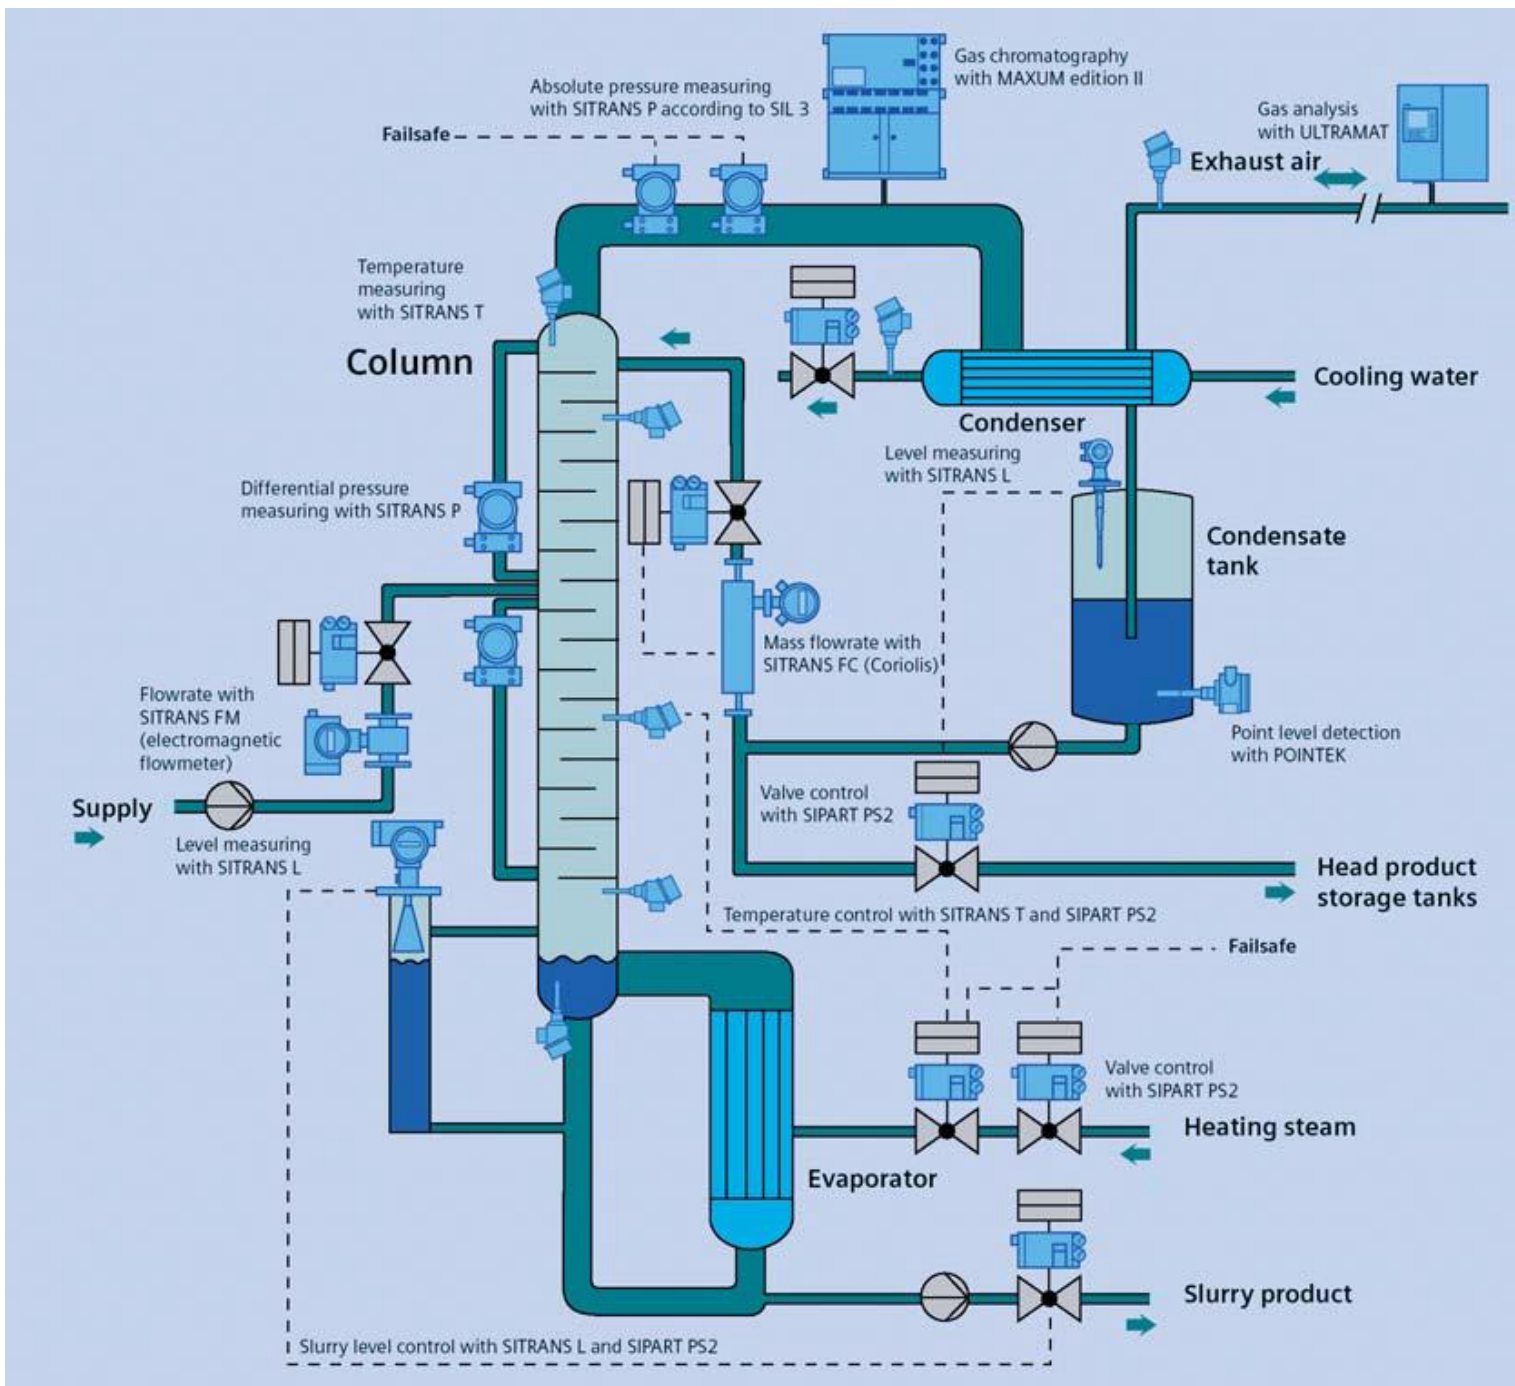 Gas chromatography
with MAXUM edition II
Absolute pressure measuring
with SITRANS P according to SIL 3
Failsafe
Gas analysis
with ULTRAMAT
Exhaust air
Temperature
measuring
with SITRANS T
Column
Cooling water
Condenser
Level measuring
with SITRANS L
Differential pressure
measuring with SITRANS P
Condensate
tank
Mass flowrate with
SITRANS FC (Coriolis)
Flowrate with
SITRANS FM
(electromagnetic
flowmeter)
Point level detection
with POINTEK
Supply
Valve control
with SIPART PS2
Level measuring
with SITRANS L
Head product
storage tanks
Temperature control with SITRANS T and SIPART PS2
Failsafe
Valve control
with SIPART PS2
Heating steam
Evaporator
Slurry product
Slurry level control with SITRANS L and SIPART PS2